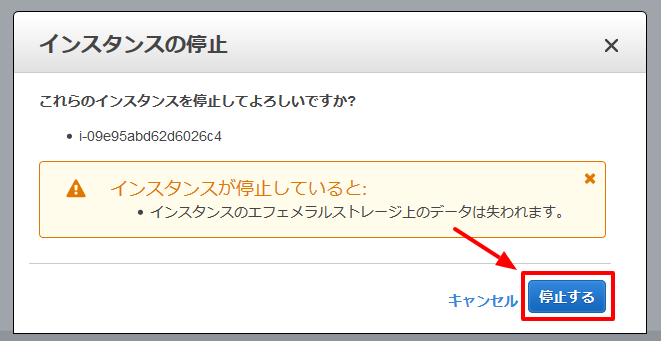 インスタンスの停止
これらのインスタンスを停止してよろしいですか?
i-09e95abd62d6026c4
インスタンスが停止していると:
インスタンスのエフェメラルストレージ上のデータは失われます。
キャンセル 停止する